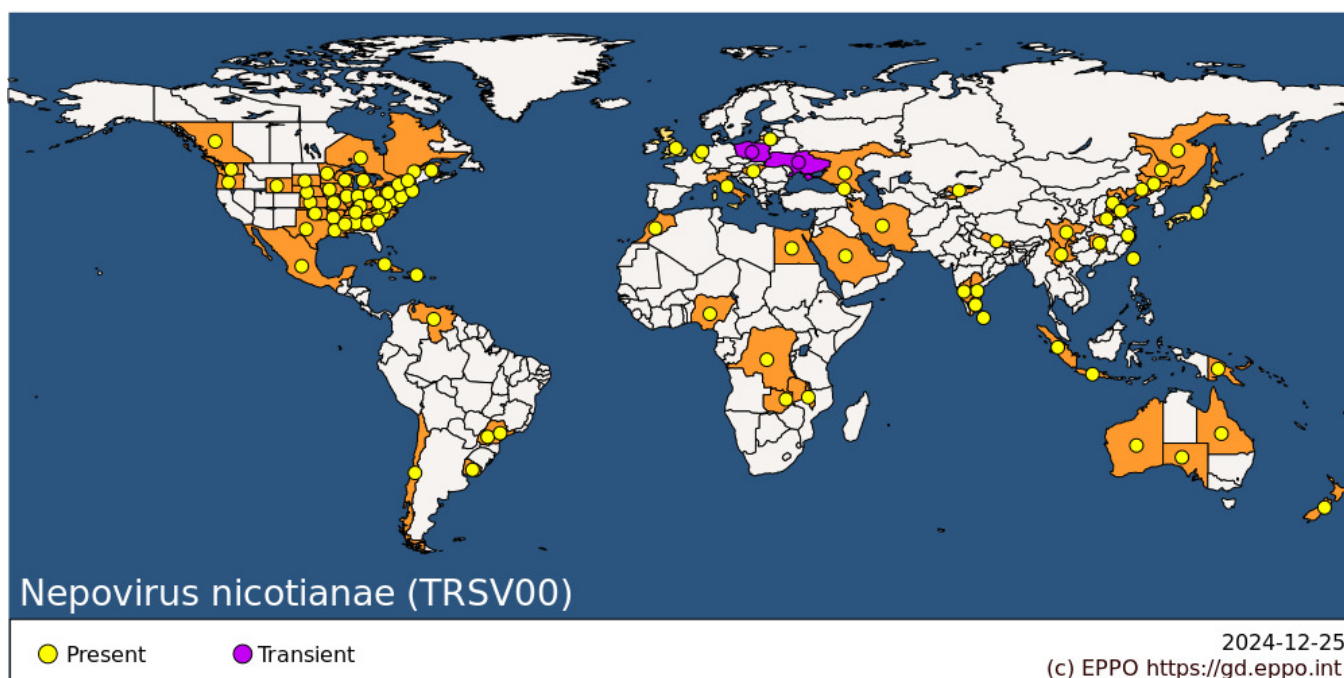 Nepovirus nicotianae (TRSV00)
Present
Transient
2024-12-25
(c) EPPO https://gd.eppo.int